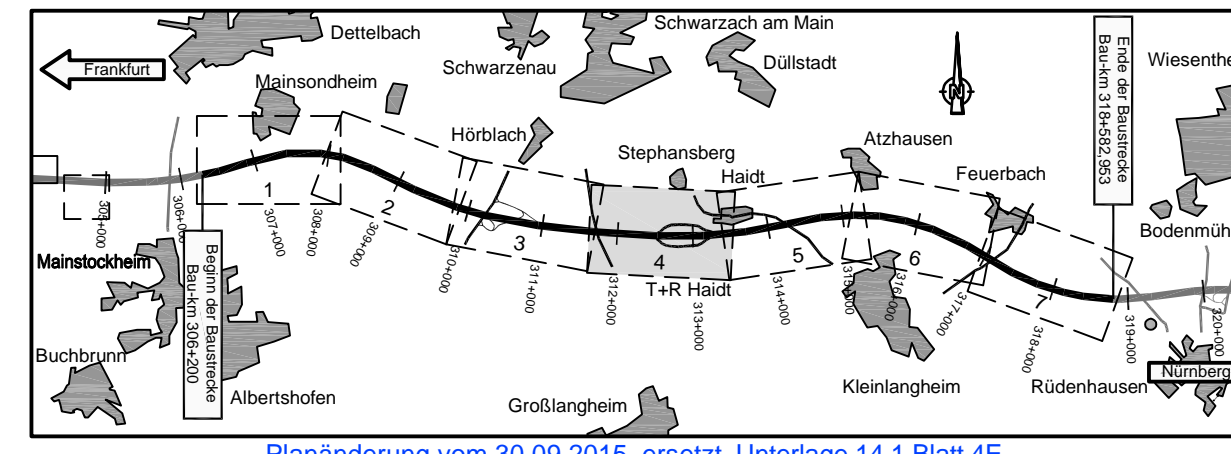 Dettelbach
Schwarzach am Main
Düllstadt
Schwarzenau
Frankfurt
Mainsondheim
Hörblach
Stephansberg
Haidt
Atzhausen
Feuerbach
Ende der Baustrecke
Bau-km 318+582,953
Wiesenthe
Bodenmüh
1
2
3
4
5
6
7
305+000
306+000
307+000
308+000
309+000
310+000
311+000
312+000
313+000
314+000
315+000
316+000
317+000
318+000
319+000
320+000
T+R Haidt
Mainstockheim
Beginn der Baustrecke
Bau-km 306+200
Buchbrunn
Albertshofen
Großlangheim
Kleinlangheim
Rüdenhausen
Nürnberg
Planänderung vom 30.09.2015, ersetzt Unterlage 14.1 Blatt 4E